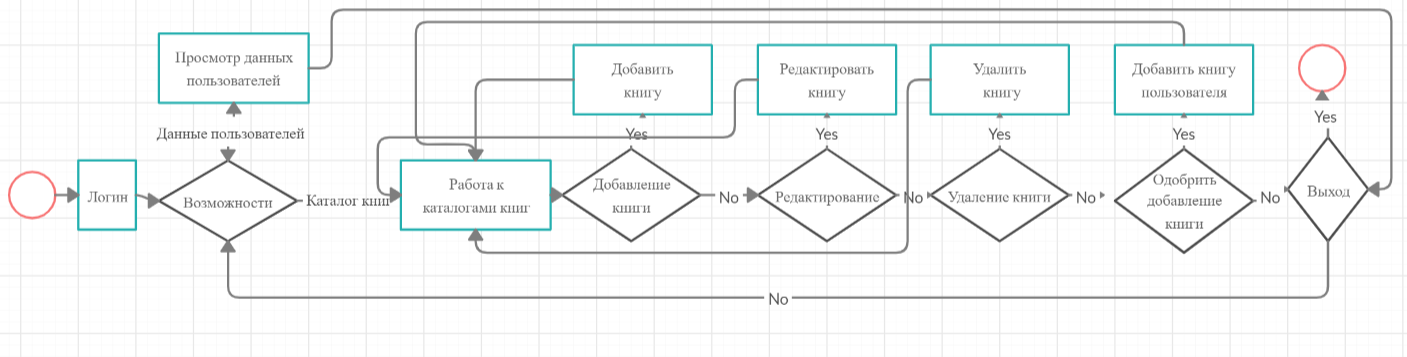 Просмотр данных
пользователей
Добавить
книгу
Редактировать
книгу
Удалить
книгу
Добавить книгу
пользователя
Данные пользователей
Yes
Yes
Yes
Yes
Yes
Логин
Возможности
Каталог книг
Работа к
каталогами книг
Добавление
книги
No
Редактирование
No
Удаление книги
No
Одобрить
добавление
книги
No
Выход
No